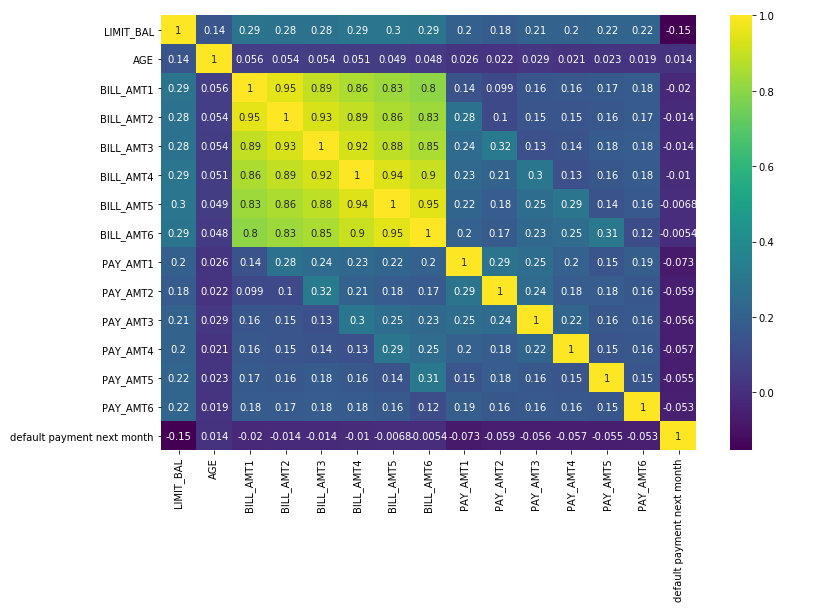 LIMIT_BAL 1 0.14 0.29 0.28 0.28 0.29 0.3 0.29 0.2 0.18 0.21 0.2 0.22 0.22 -0.15
AGE 0.14 1 0.056 0.054 0.054 0.051 0.049 0.048 0.026 0.022 0.029 0.021 0.023 0.019 0.014
BILL_AMT1 0.29 0.056 1 0.95 0.89 0.86 0.83 0.8 0.14 0.099 0.16 0.16 0.17 0.18 -0.02
BILL_AMT2 0.28 0.054 0.95 1 0.93 0.89 0.86 0.83 0.28 0.1 0.15 0.15 0.16 0.17 -0.014
BILL_AMT3 0.28 0.054 0.89 0.93 1 0.92 0.88 0.85 0.24 0.32 0.13 0.14 0.18 0.18 -0.014
BILL_AMT4 0.29 0.051 0.86 0.89 0.92 1 0.94 0.9 0.23 0.21 0.3 0.13 0.16 0.18 -0.01
BILL_AMT5 0.3 0.049 0.83 0.86 0.88 0.94 1 0.95 0.22 0.18 0.25 0.29 0.14 0.16 -0.0068
BILL_AMT6 0.29 0.048 0.8 0.83 0.85 0.9 0.95 1 0.2 0.17 0.23 0.25 0.31 0.12 -0.0054
PAY_AMT1 0.2 0.026 0.14 0.28 0.24 0.23 0.22 0.2 1 0.29 0.25 0.2 0.15 0.19 -0.073
PAY_AMT2 0.18 0.022 0.099 0.1 0.32 0.21 0.18 0.17 0.29 1 0.24 0.18 0.18 0.16 -0.059
PAY_AMT3 0.21 0.029 0.16 0.15 0.13 0.3 0.25 0.23 0.25 0.24 1 0.22 0.16 0.16 -0.056
PAY_AMT4 0.2 0.021 0.16 0.15 0.14 0.13 0.29 0.25 0.2 0.18 0.22 1 0.15 0.16 -0.057
PAY_AMT5 0.22 0.023 0.17 0.16 0.18 0.16 0.14 0.31 0.15 0.18 0.16 0.15 1 0.15 -0.055
PAY_AMT6 0.22 0.019 0.18 0.17 0.18 0.18 0.16 0.12 0.19 0.16 0.16 0.16 0.15 1 -0.053
default payment next month -0.15 0.014 -0.02 -0.014 -0.014 -0.01 -0.0068 -0.0054 -0.073 -0.059 -0.056 -0.057 -0.055 -0.053 1
LIMIT_BAL
AGE
BILL_AMT1
BILL_AMT2
BILL_AMT3
BILL_AMT4
BILL_AMT5
BILL_AMT6
PAY_AMT1
PAY_AMT2
PAY_AMT3
PAY_AMT4
PAY_AMT5
PAY_AMT6
default payment next month
1.0
0.8
0.6
0.4
0.2
0.0